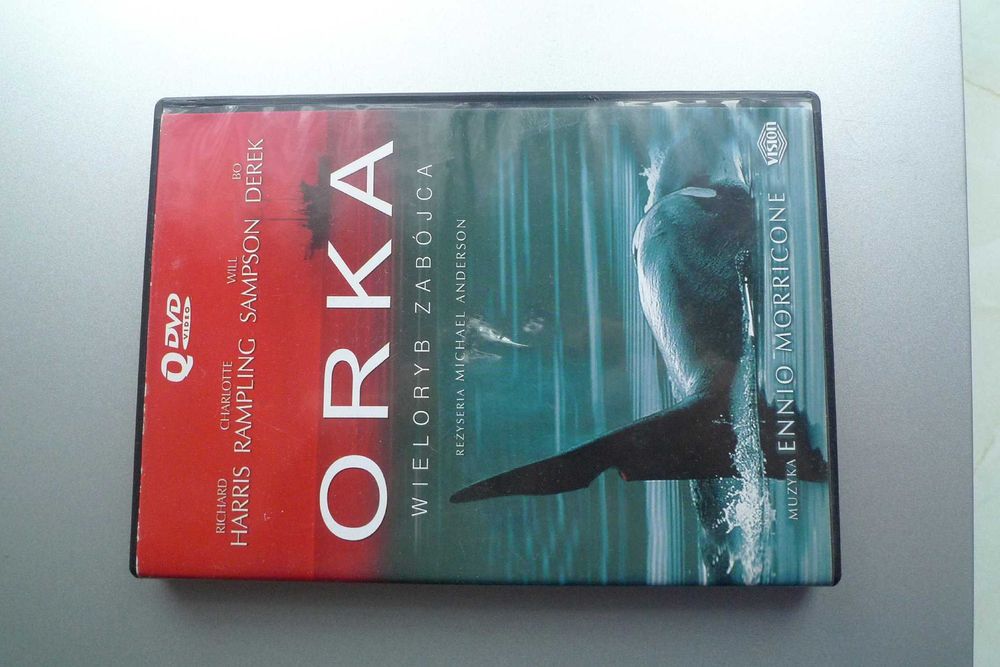 Q DVD
VIDEO
RICHARD CHARLOTTE WILL BO
HARRIS RAMPLING SAMPSON DEREK
ORKA
WIELORYB ZABÓJCA
REŻYSERIA MICHAEL ANDERSON
MUZYKA ENNIO MORRICONE
VISION